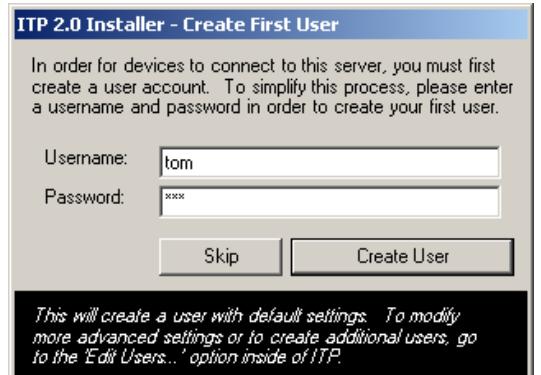 ITP 2.0 Installer - Create First User
In order for devices to connect to this server, you must first
create a user account. To simplify this process, please enter
a username and password in order to create your first user.
Username:
tom
Password:
***
Skip
Create User
This will create a user with default settings. To modify
more advanced settings or to create additional users, go
to the 'Edit Users...' option inside of ITP.